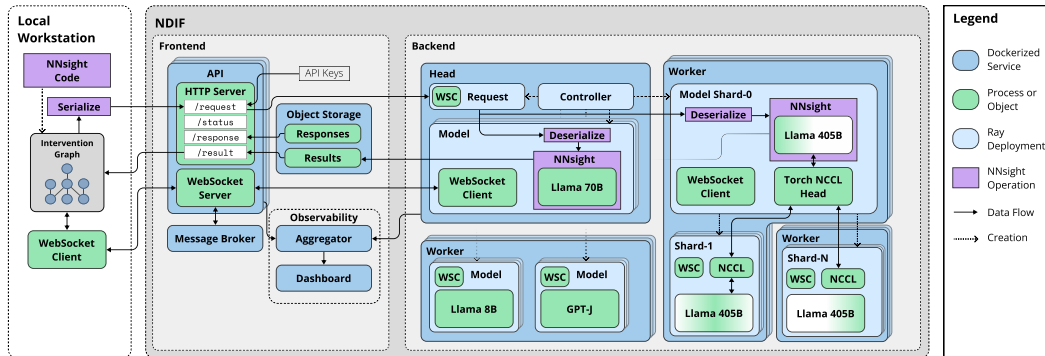 Local
Workstation
NNsight
Code
Serialize
Intervention
Graph
WebSocket
Client
NDIF
Frontend
API
HTTP Server
/request
/status
/response
/result
WebSocket
Server
API Keys
Object Storage
Responses
Results
Message Broker
Observability
Aggregator
Dashboard
Backend
Head
WSC
Request
Controller
Model
Deserialize
NNsight
Llama 70B
WebSocket
Client
Worker
WSC
Model
Llama 8B
WSC
Model
GPT-J
Worker
Model Shard-0
Deserialize
NNsight
Llama 405B
WebSocket
Client
Torch NCCL
Head
Shard-1
WSC
NCCL
Llama 405B
Worker
Shard-N
WSC
NCCL
Llama 405B
Legend
Dockerized
Service
Process or
Object
Ray
Deployment
NNsight
Operation
Data Flow
Creation